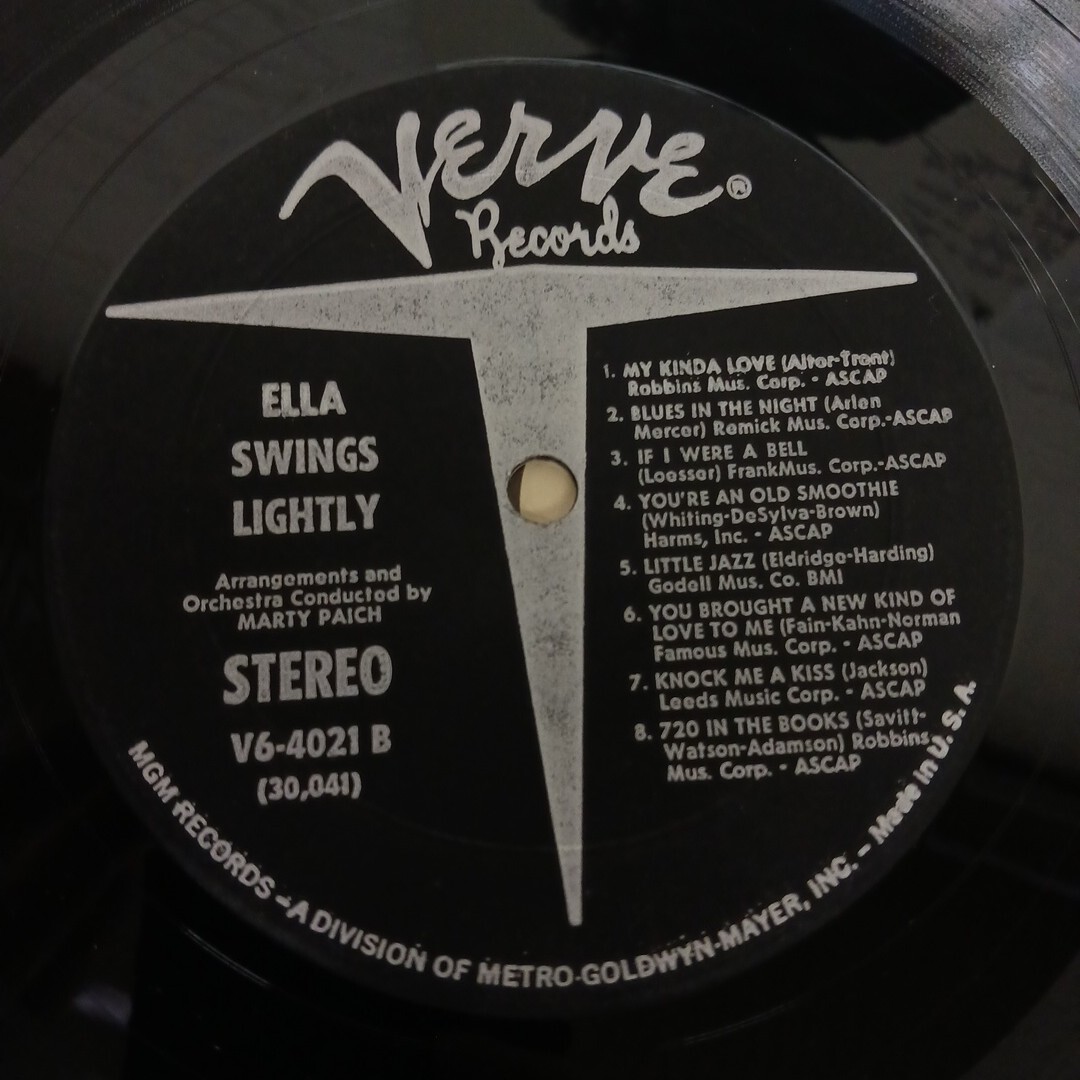 Verve®
Records
ELLA
SWINGS
LIGHTLY
Arrangements and
Orchestra Conducted by
MARTY PAICH
STEREO
V6-4021 B
(30,041)
1. MY KINDA LOVE (Alter-Trent)
Robbins Mus. Corp. - ASCAP
2. BLUES IN THE NIGHT (Arlen
Mercer) Remick Mus. Corp.-ASCAP
3. IF I WERE A BELL
(Loesser) FrankMus. Corp.-ASCAP
4. YOU'RE AN OLD SMOOTHIE
(Whiting-DeSylva-Brown)
Harms, Inc. - ASCAP
5. LITTLE JAZZ (Eldridge-Harding)
Godell Mus. Co. BMI
6. YOU BROUGHT A NEW KIND OF
LOVE TO ME (Fain-Kahn-Norman
Famous Mus. Corp. - ASCAP
7. KNOCK ME A KISS (Jackson)
Leeds Music Corp. - ASCAP
8. 720 IN THE BOOKS (Savitt-
Watson-Adamson) Robbins
Mus. Corp. - ASCAP
MGM RECORDS - A DIVISION OF METRO-GOLDWYN-MAYER, INC. - Made in U.S.A.